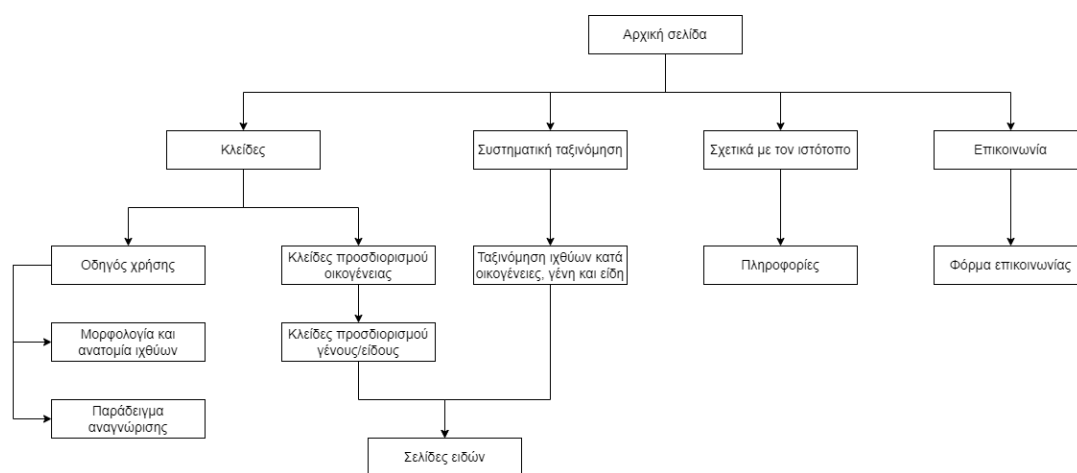 Αρχική σελίδα
Κλείδες
Συστηματική ταξινόμηση
Σχετικά με τον ιστότοπο
Επικοινωνία
Οδηγός χρήσης
Κλείδες προσδιορισμού
οικογένειας
Ταξινόμηση ιχθύων κατά
οικογένειες, γένη και είδη
Πληροφορίες
Φόρμα επικοινωνίας
Μορφολογία και
ανατομία ιχθύων
Κλείδες προσδιορισμού
γένους/είδους
Παράδειγμα
αναγνώρισης
Σελίδες ειδών